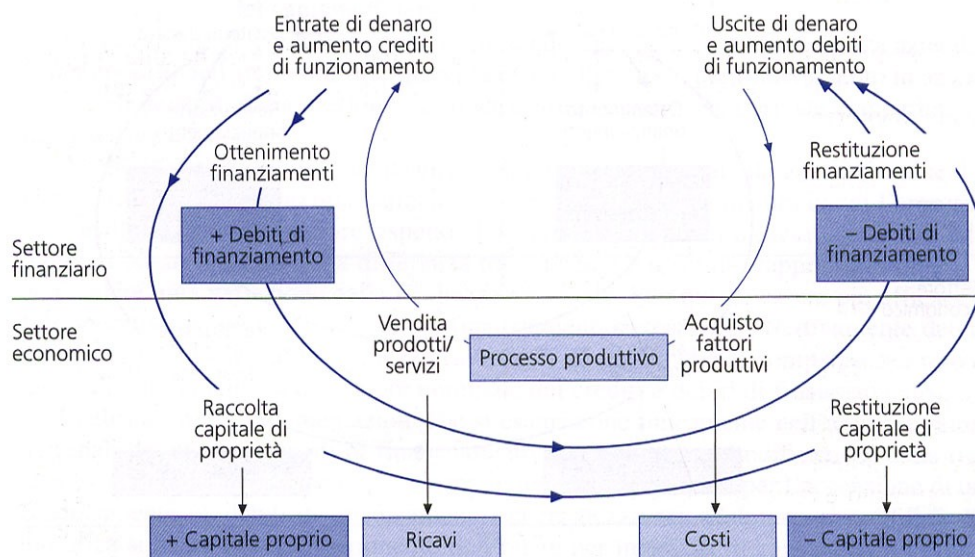 Entrate di denaro
e aumento crediti
di funzionamento
Uscite di denaro
e aumento debiti
di funzionamento
Ottenimento
finanziamenti
Restituzione
finanziamenti
+ Debiti di
finanziamento
– Debiti di
finanziamento
Settore
finanziario
Settore
economico
Vendita
prodotti/
servizi
Processo produttivo
Acquisto
fattori
produttivi
Raccolta
capitale di
proprietà
Restituzione
capitale di
proprietà
+ Capitale proprio
Ricavi
Costi
– Capitale proprio